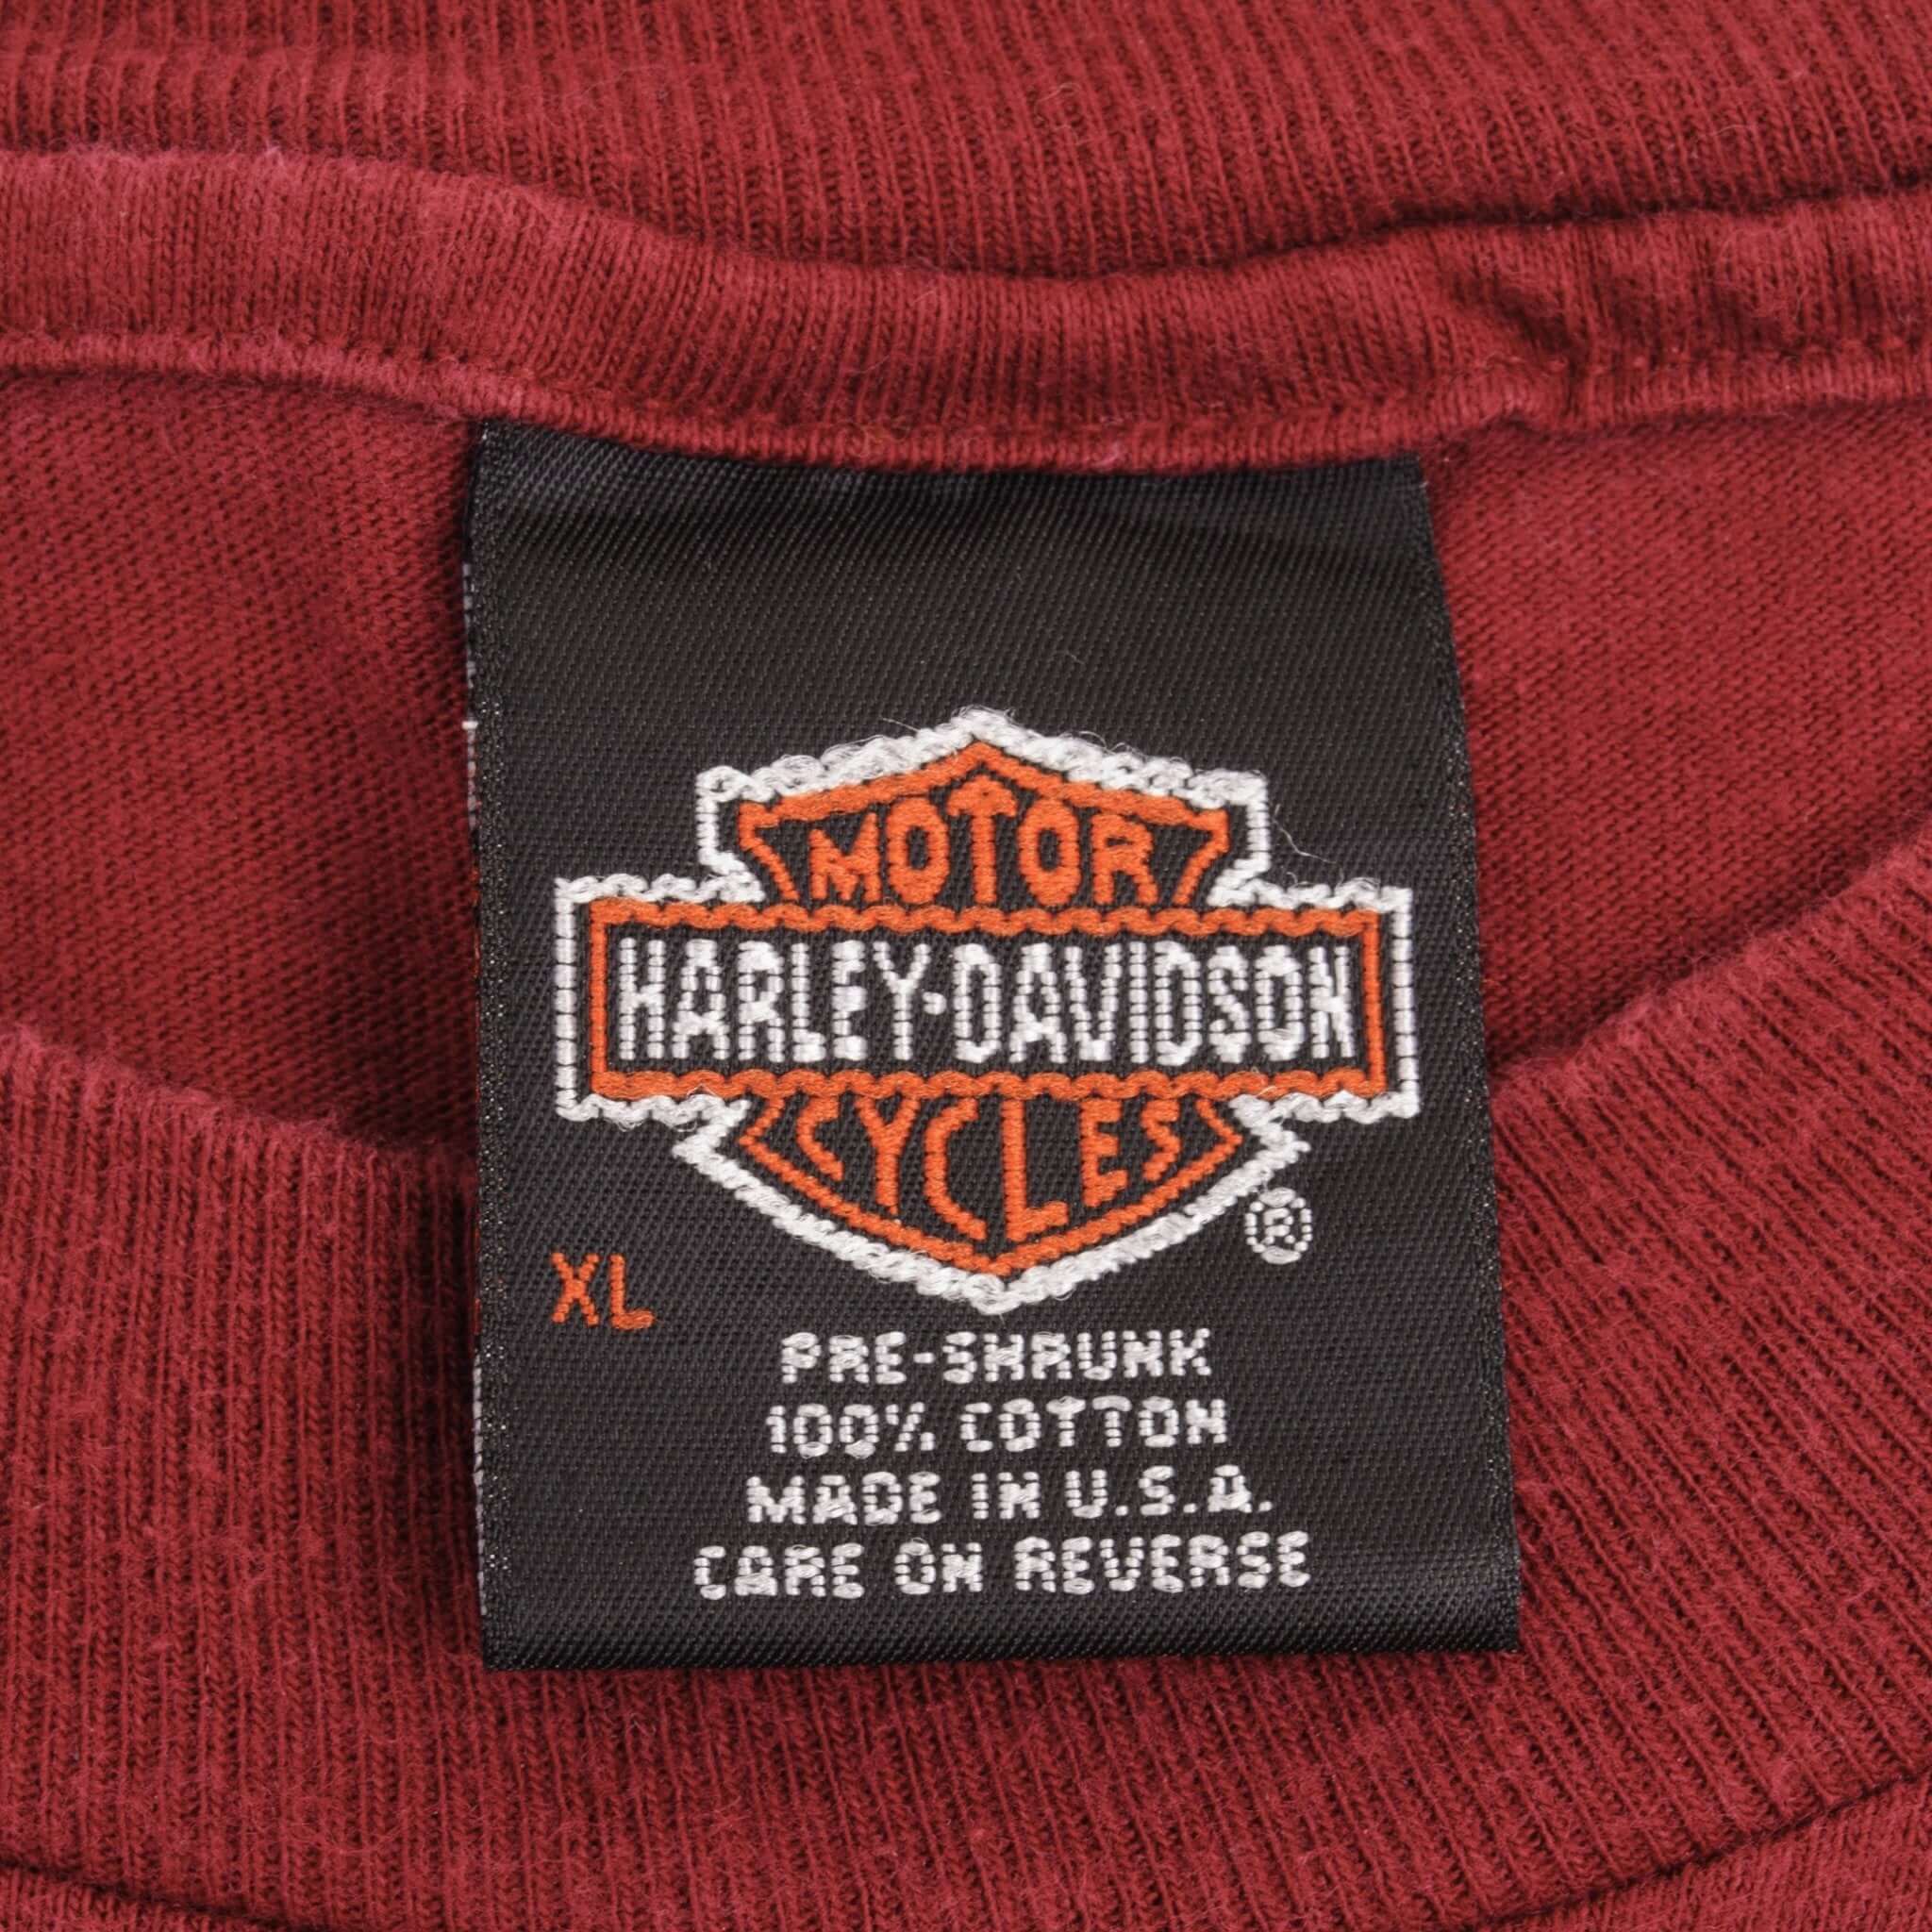 MOTOR
HARLEY-DAVIDSON
CYCLES
®
XL
PRE-SHRUNK
100% COTTON
MADE IN U.S.A.
CARE ON REVERSE